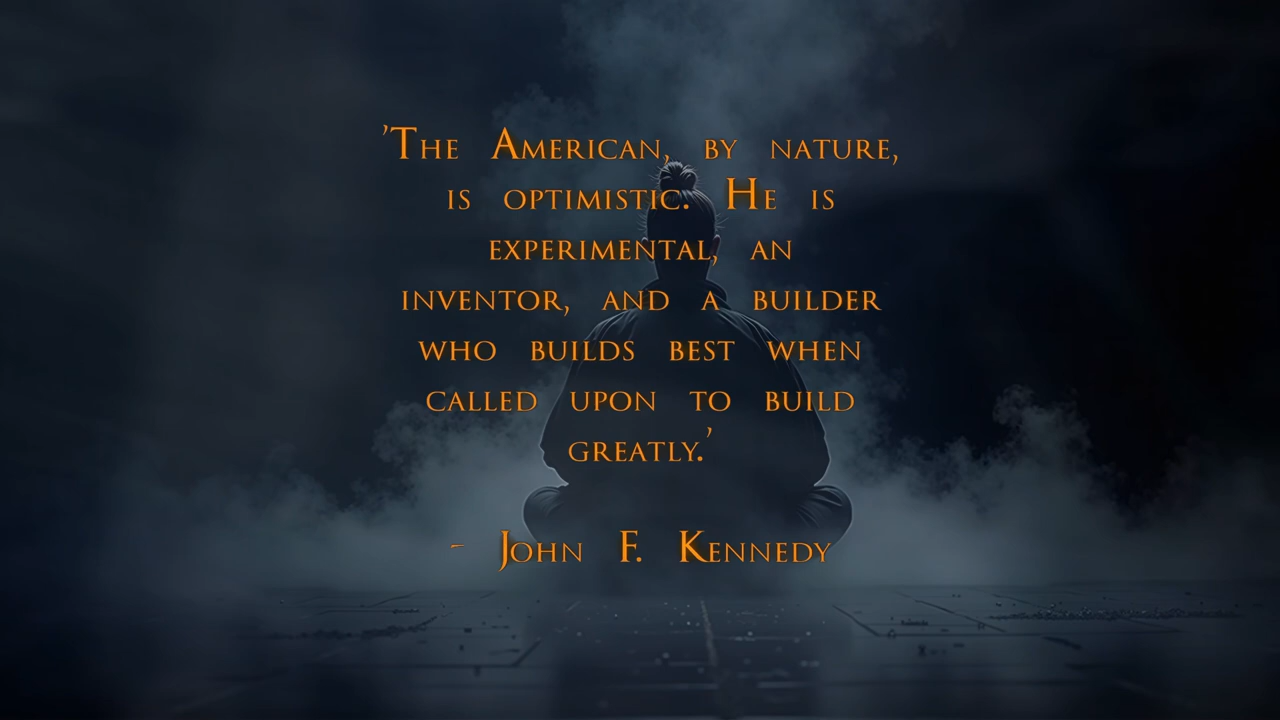 'The American, by nature,
is optimistic. He is
experimental, an
inventor, and a builder
who builds best when
called upon to build
greatly.'
- John F. Kennedy